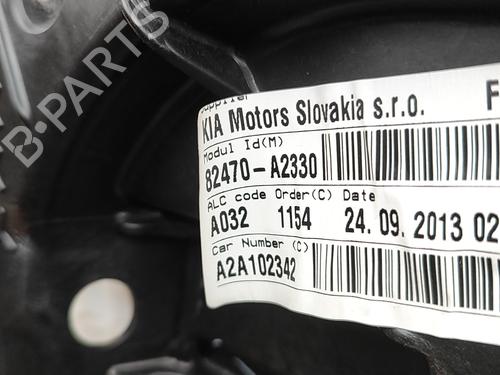 B-PARTS
Supplier
KIA Motors Slovakia s.r.o. F
Modul Id(M)
82470-A2330
ALC code Order(C) Date
A032 1154 24. 09. 2013 02
Car Number (C)
A2A102342